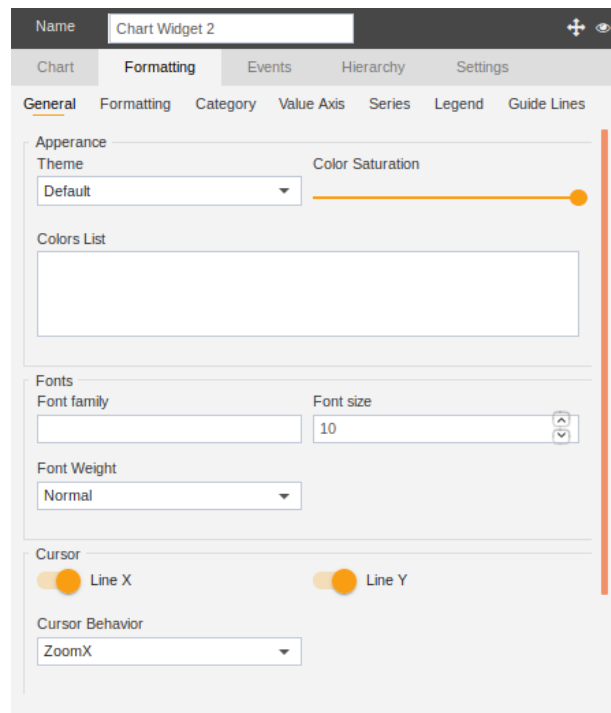 Name Chart Widget 2
Chart Formatting Events Hierarchy Settings
General Formatting Category Value Axis Series Legend Guide Lines
Apperance
Theme Color Saturation
Default
Colors List
Fonts
Font family Font size
10
Font Weight
Normal
Cursor
Line X Line Y
Cursor Behavior
ZoomX